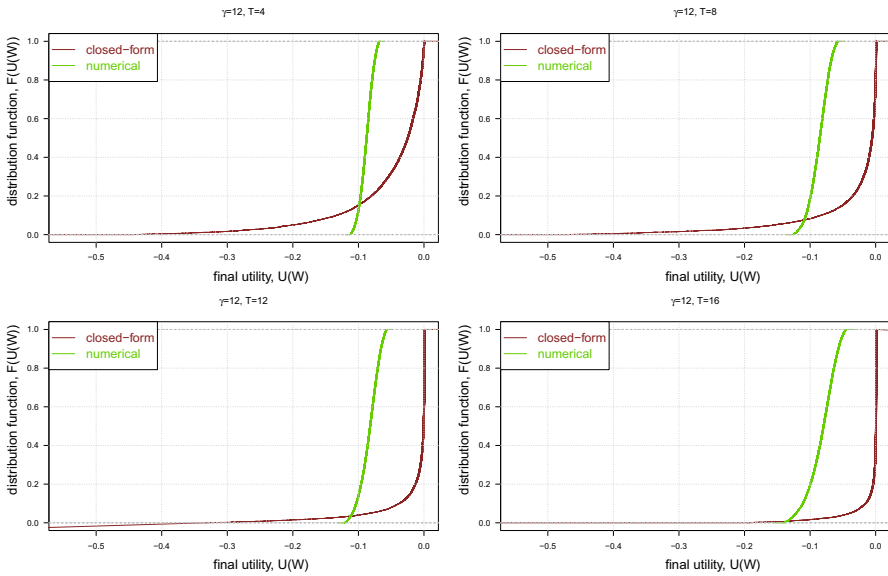 γ=12, T=4
distribution function, F(U(W))
1.0
0.8
0.6
0.4
0.2
0.0
closed−form
numerical
−0.5
−0.4
−0.3
−0.2
−0.1
0.0
final utility, U(W)
γ=12, T=8
distribution function, F(U(W))
1.0
0.8
0.6
0.4
0.2
0.0
closed−form
numerical
−0.5
−0.4
−0.3
−0.2
−0.1
0.0
final utility, U(W)
γ=12, T=12
distribution function, F(U(W))
1.0
0.8
0.6
0.4
0.2
0.0
closed−form
numerical
−0.5
−0.4
−0.3
−0.2
−0.1
0.0
final utility, U(W)
γ=12, T=16
distribution function, F(U(W))
1.0
0.8
0.6
0.4
0.2
0.0
closed−form
numerical
−0.5
−0.4
−0.3
−0.2
−0.1
0.0
final utility, U(W)